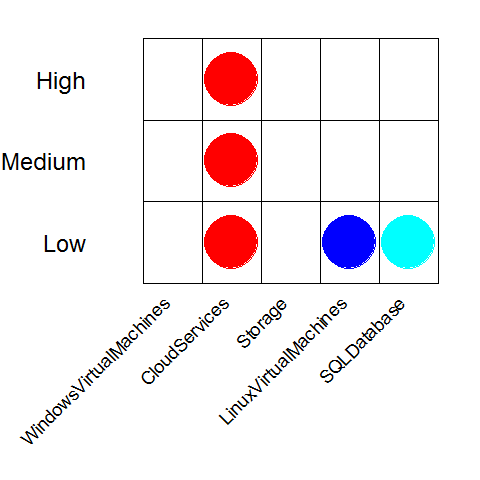 High
Medium
Low
WindowsVirtualMachines
CloudServices
Storage
LinuxVirtualMachines
SQLDatabase